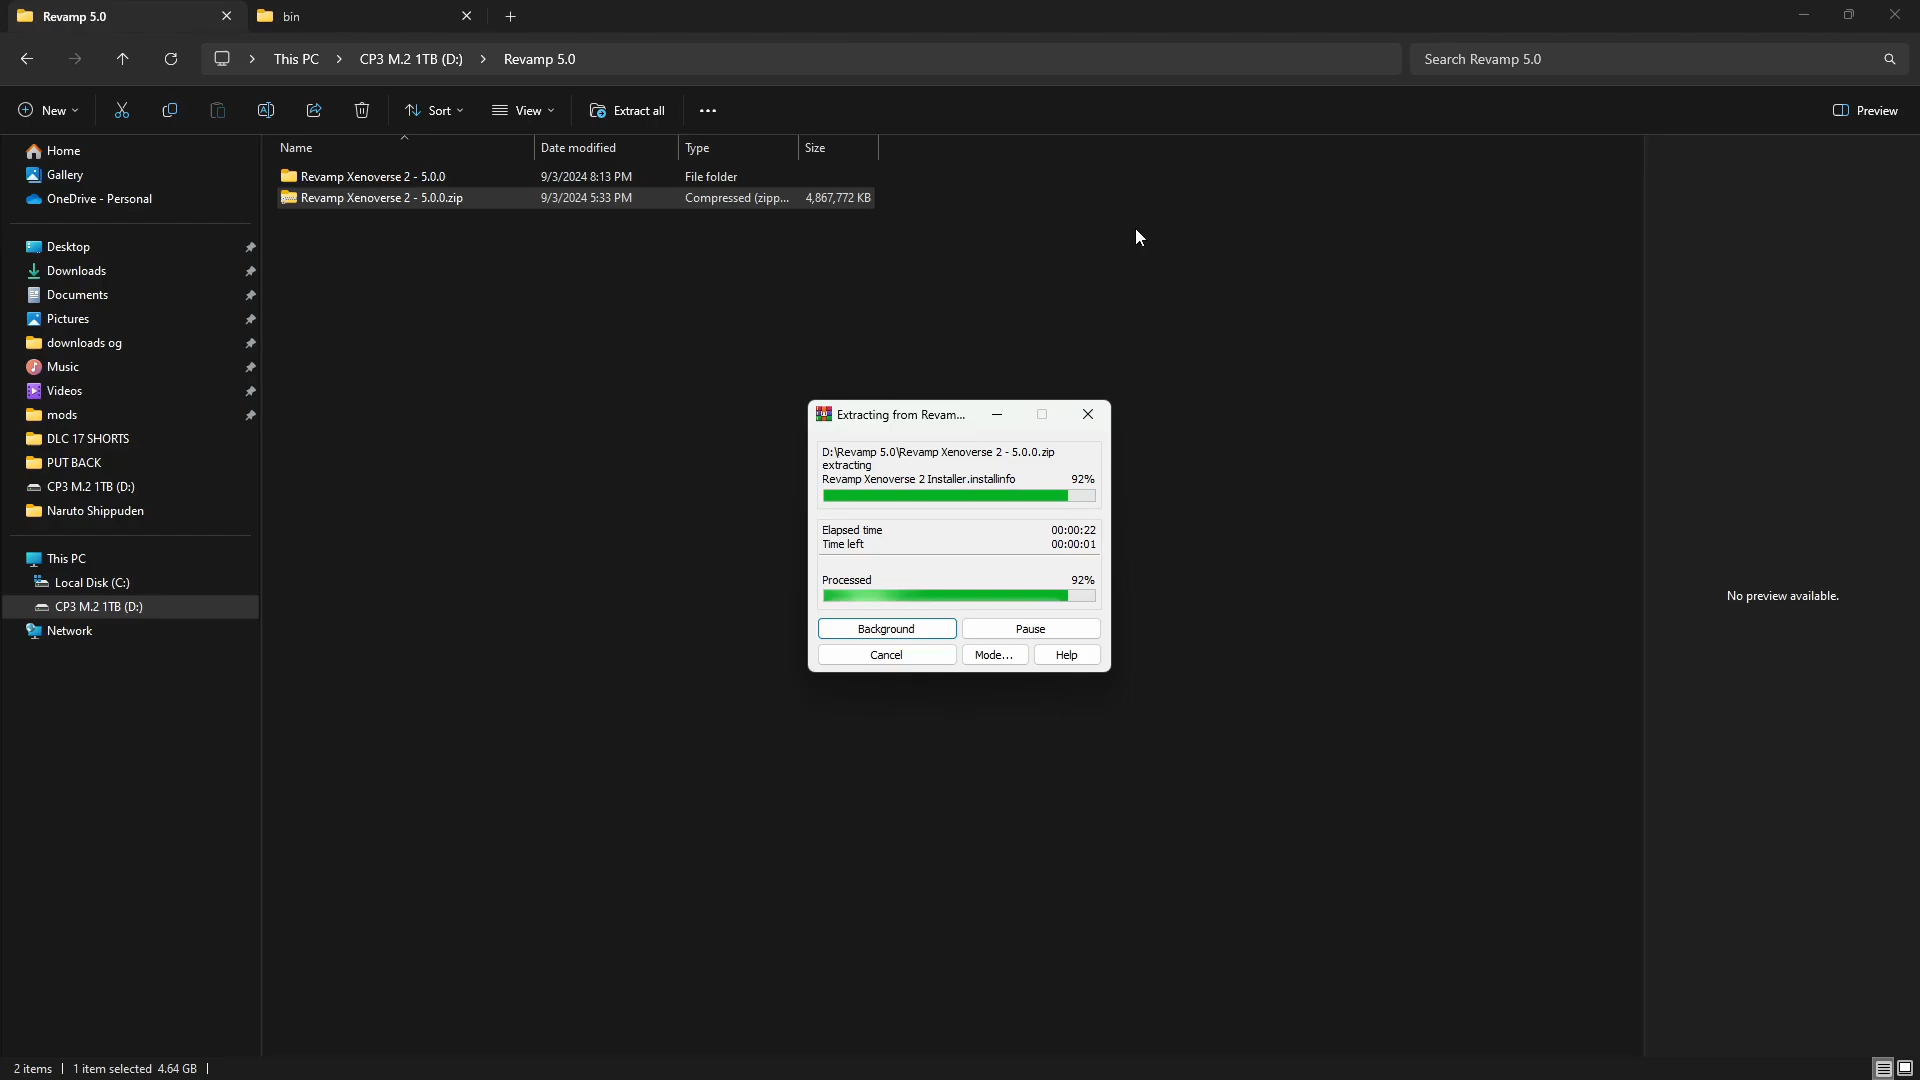 Revamp 5.0
bin
This PC > CP3 M.2 1TB (D:) > Revamp 5.0
Search Revamp 5.0
New
Sort
View
Extract all
Preview
Home
Gallery
OneDrive - Personal
Desktop
Downloads
Documents
Pictures
downloads og
Music
Videos
mods
DLC 17 SHORTS
PUT BACK
CP3 M.2 1TB (D:)
Naruto Shippuden
This PC
Local Disk (C:)
CP3 M.2 1TB (D:)
Network
Name Date modified Type Size
Revamp Xenoverse 2 - 5.0.0 9/3/2024 8:13 PM File folder
Revamp Xenoverse 2 - 5.0.0.zip 9/3/2024 5:33 PM Compressed (zipp... 4,867,772 KB
Extracting from Revam...
D:\Revamp 5.0\Revamp Xenoverse 2 - 5.0.0.zip
extracting
Revamp Xenoverse 2 Installer.installinfo 92%
Elapsed time 00:00:22
Time left 00:00:01
Processed 92%
Background Pause
Cancel Mode... Help
No preview available.
2 items 1 item selected 4.64 GB